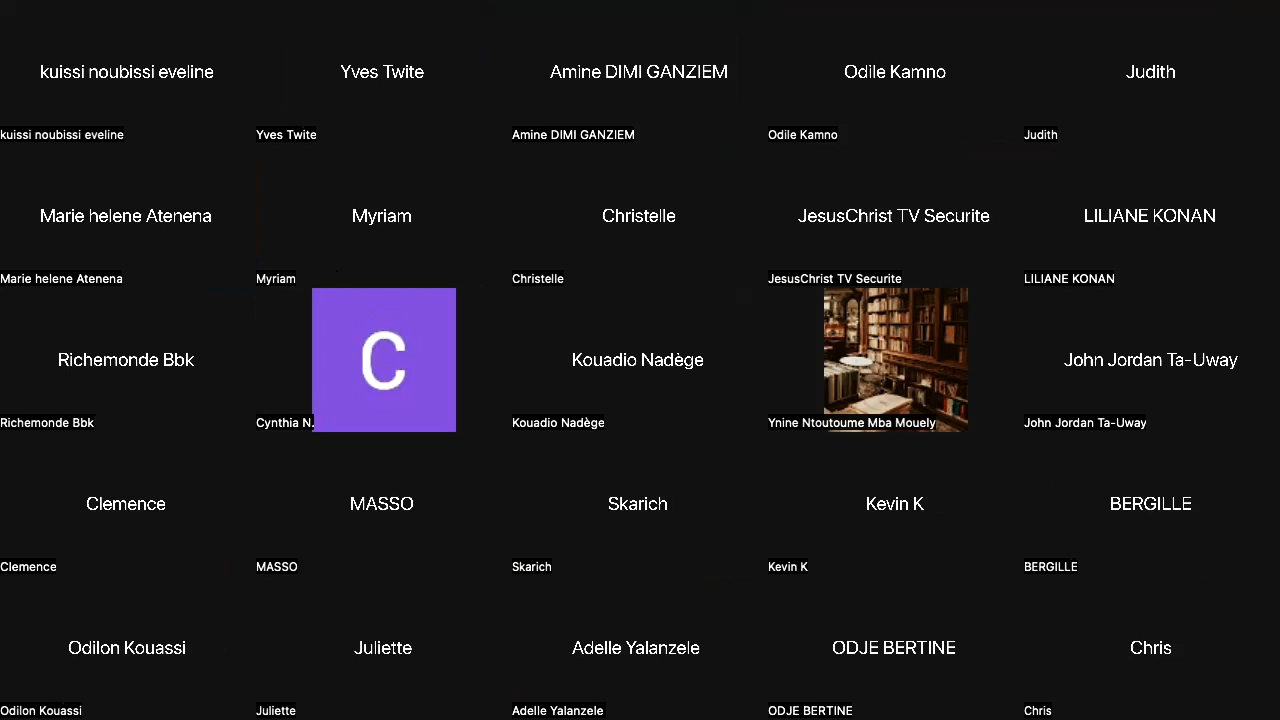 kuissi noubissi eveline
Yves Twite
Amine DIMI GANZIEM
Odile Kamno
Judith
kuissi noubissi eveline
Yves Twite
Amine DIMI GANZIEM
Odile Kamno
Judith
Marie helene Atenena
Myriam
Christelle
JesusChrist TV Securite
LILIANE KONAN
Marie helene Atenena
Myriam
Christelle
JesusChrist TV Securite
LILIANE KONAN
Richemonde Bbk
C
Kouadio Nadège
John Jordan Ta-Uway
Richemonde Bbk
Cynthia N.
Kouadio Nadège
Ynine Ntoutoume Mba Mouely
John Jordan Ta-Uway
Clemence
MASSO
Skarich
Kevin K
BERGILLE
Clemence
MASSO
Skarich
Kevin K
BERGILLE
Odilon Kouassi
Juliette
Adelle Yalanzele
ODJE BERTINE
Chris
Odilon Kouassi
Juliette
Adelle Yalanzele
ODJE BERTINE
Chris